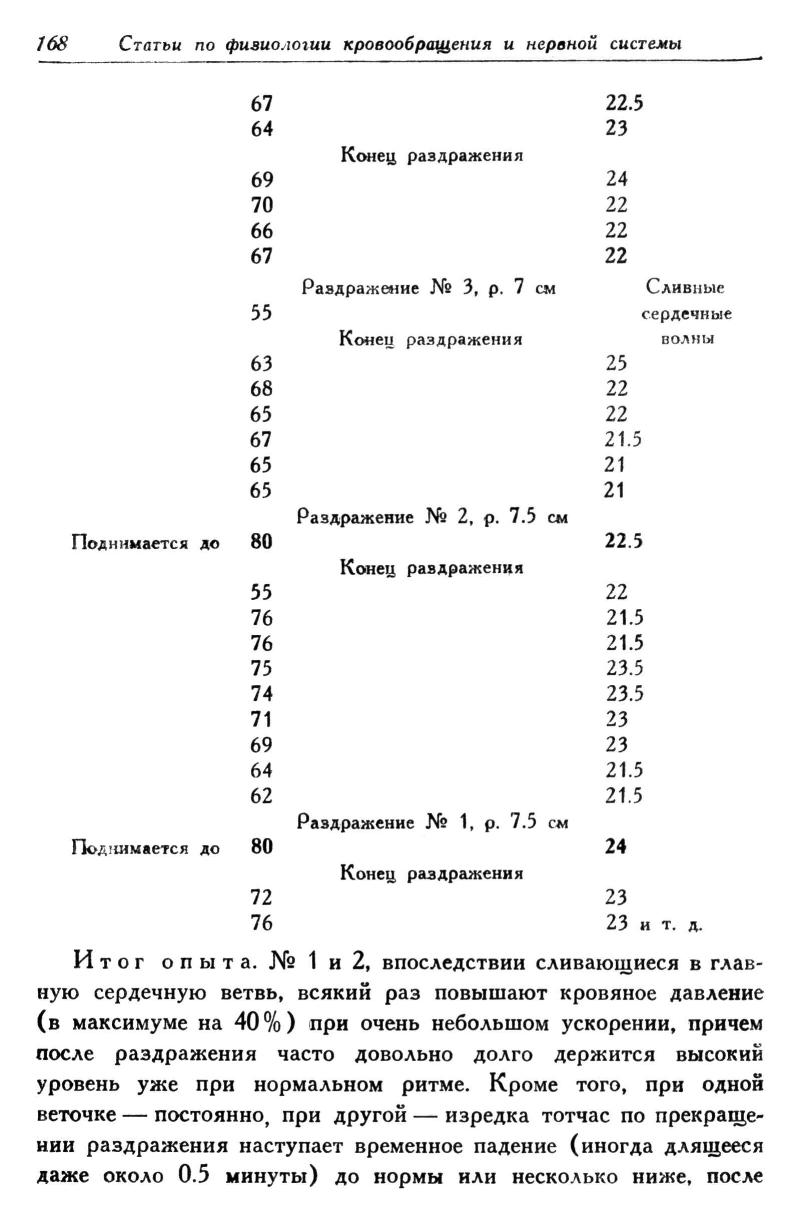 168 Статьи по физиологии кровообращения и нервной системы
67 22.5
64 23
Конец раздражения
69 24
70 22
66 22
67 22
Раздражение № 3, р. 7 см Сливные
55 сердечные
Конец раздражения волны
63 25
68 22
65 22
67 21.5
65 21
65 21
Раздражение № 2, р. 7.5 см
Поднимается до 80 22.5
Конец раздражения
55 22
76 21.5
76 21.5
75 23.5
74 23.5
71 23
69 23
64 21.5
62 21.5
Раздражение № 1, р. 7.5 см
Поднимается до 80 24
Конец раздражения
72 23
76 23 и т. д.
Итог опыта. № 1 и 2, впоследствии сливающиеся в глав-
ную сердечную ветвь, всякий раз повышают кровяное давление
(в максимуме на 40%) при очень небольшом ускорении, причем
после раздражения часто довольно долго держится высокий
уровень уже при нормальном ритме. Кроме того, при одной
веточке — постоянно, при другой — изредка тотчас по прекраще-
нии раздражения наступает временное падение (иногда длящееся
даже около 0.5 минуты) до нормы или несколько ниже, после